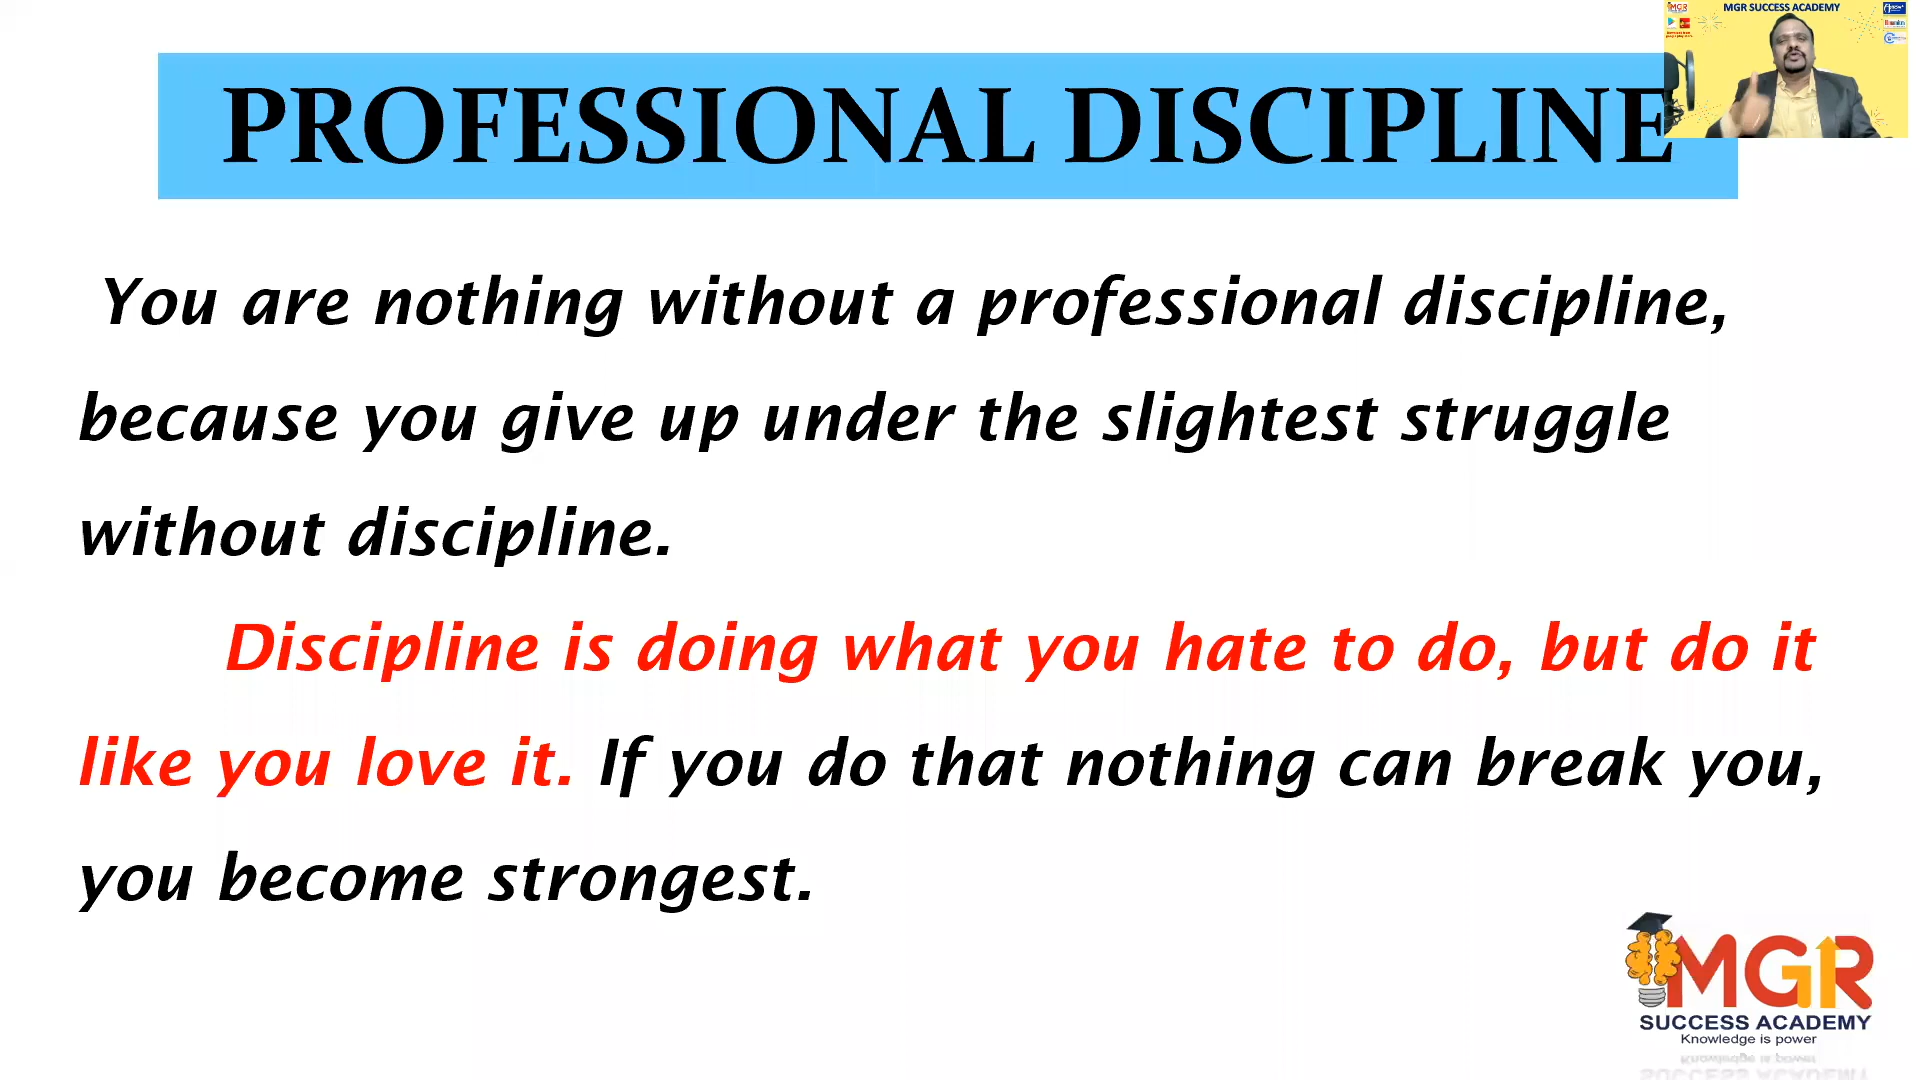 MGR SUCCESS ACADEMY
PROFESSIONAL DISCIPLINE
You are nothing without a professional discipline,
because you give up under the slightest struggle
without discipline.
Discipline is doing what you hate to do, but do it
like you love it. If you do that nothing can break you,
you become strongest.
MGR
SUCCESS ACADEMY
Knowledge is power